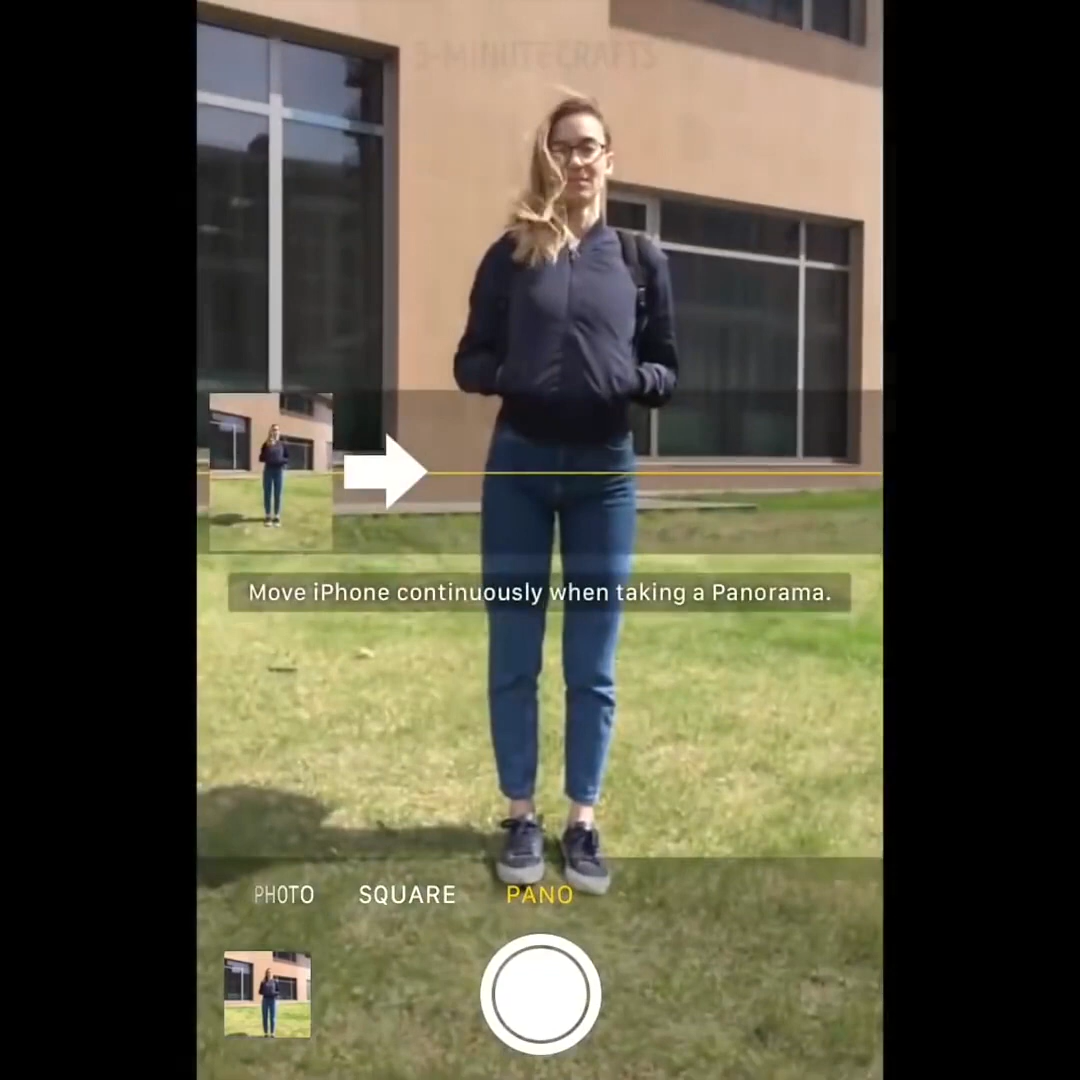 5-MINUTE CRAFTS
Move iPhone continuously when taking a Panorama.
PHOTO
SQUARE
PANO